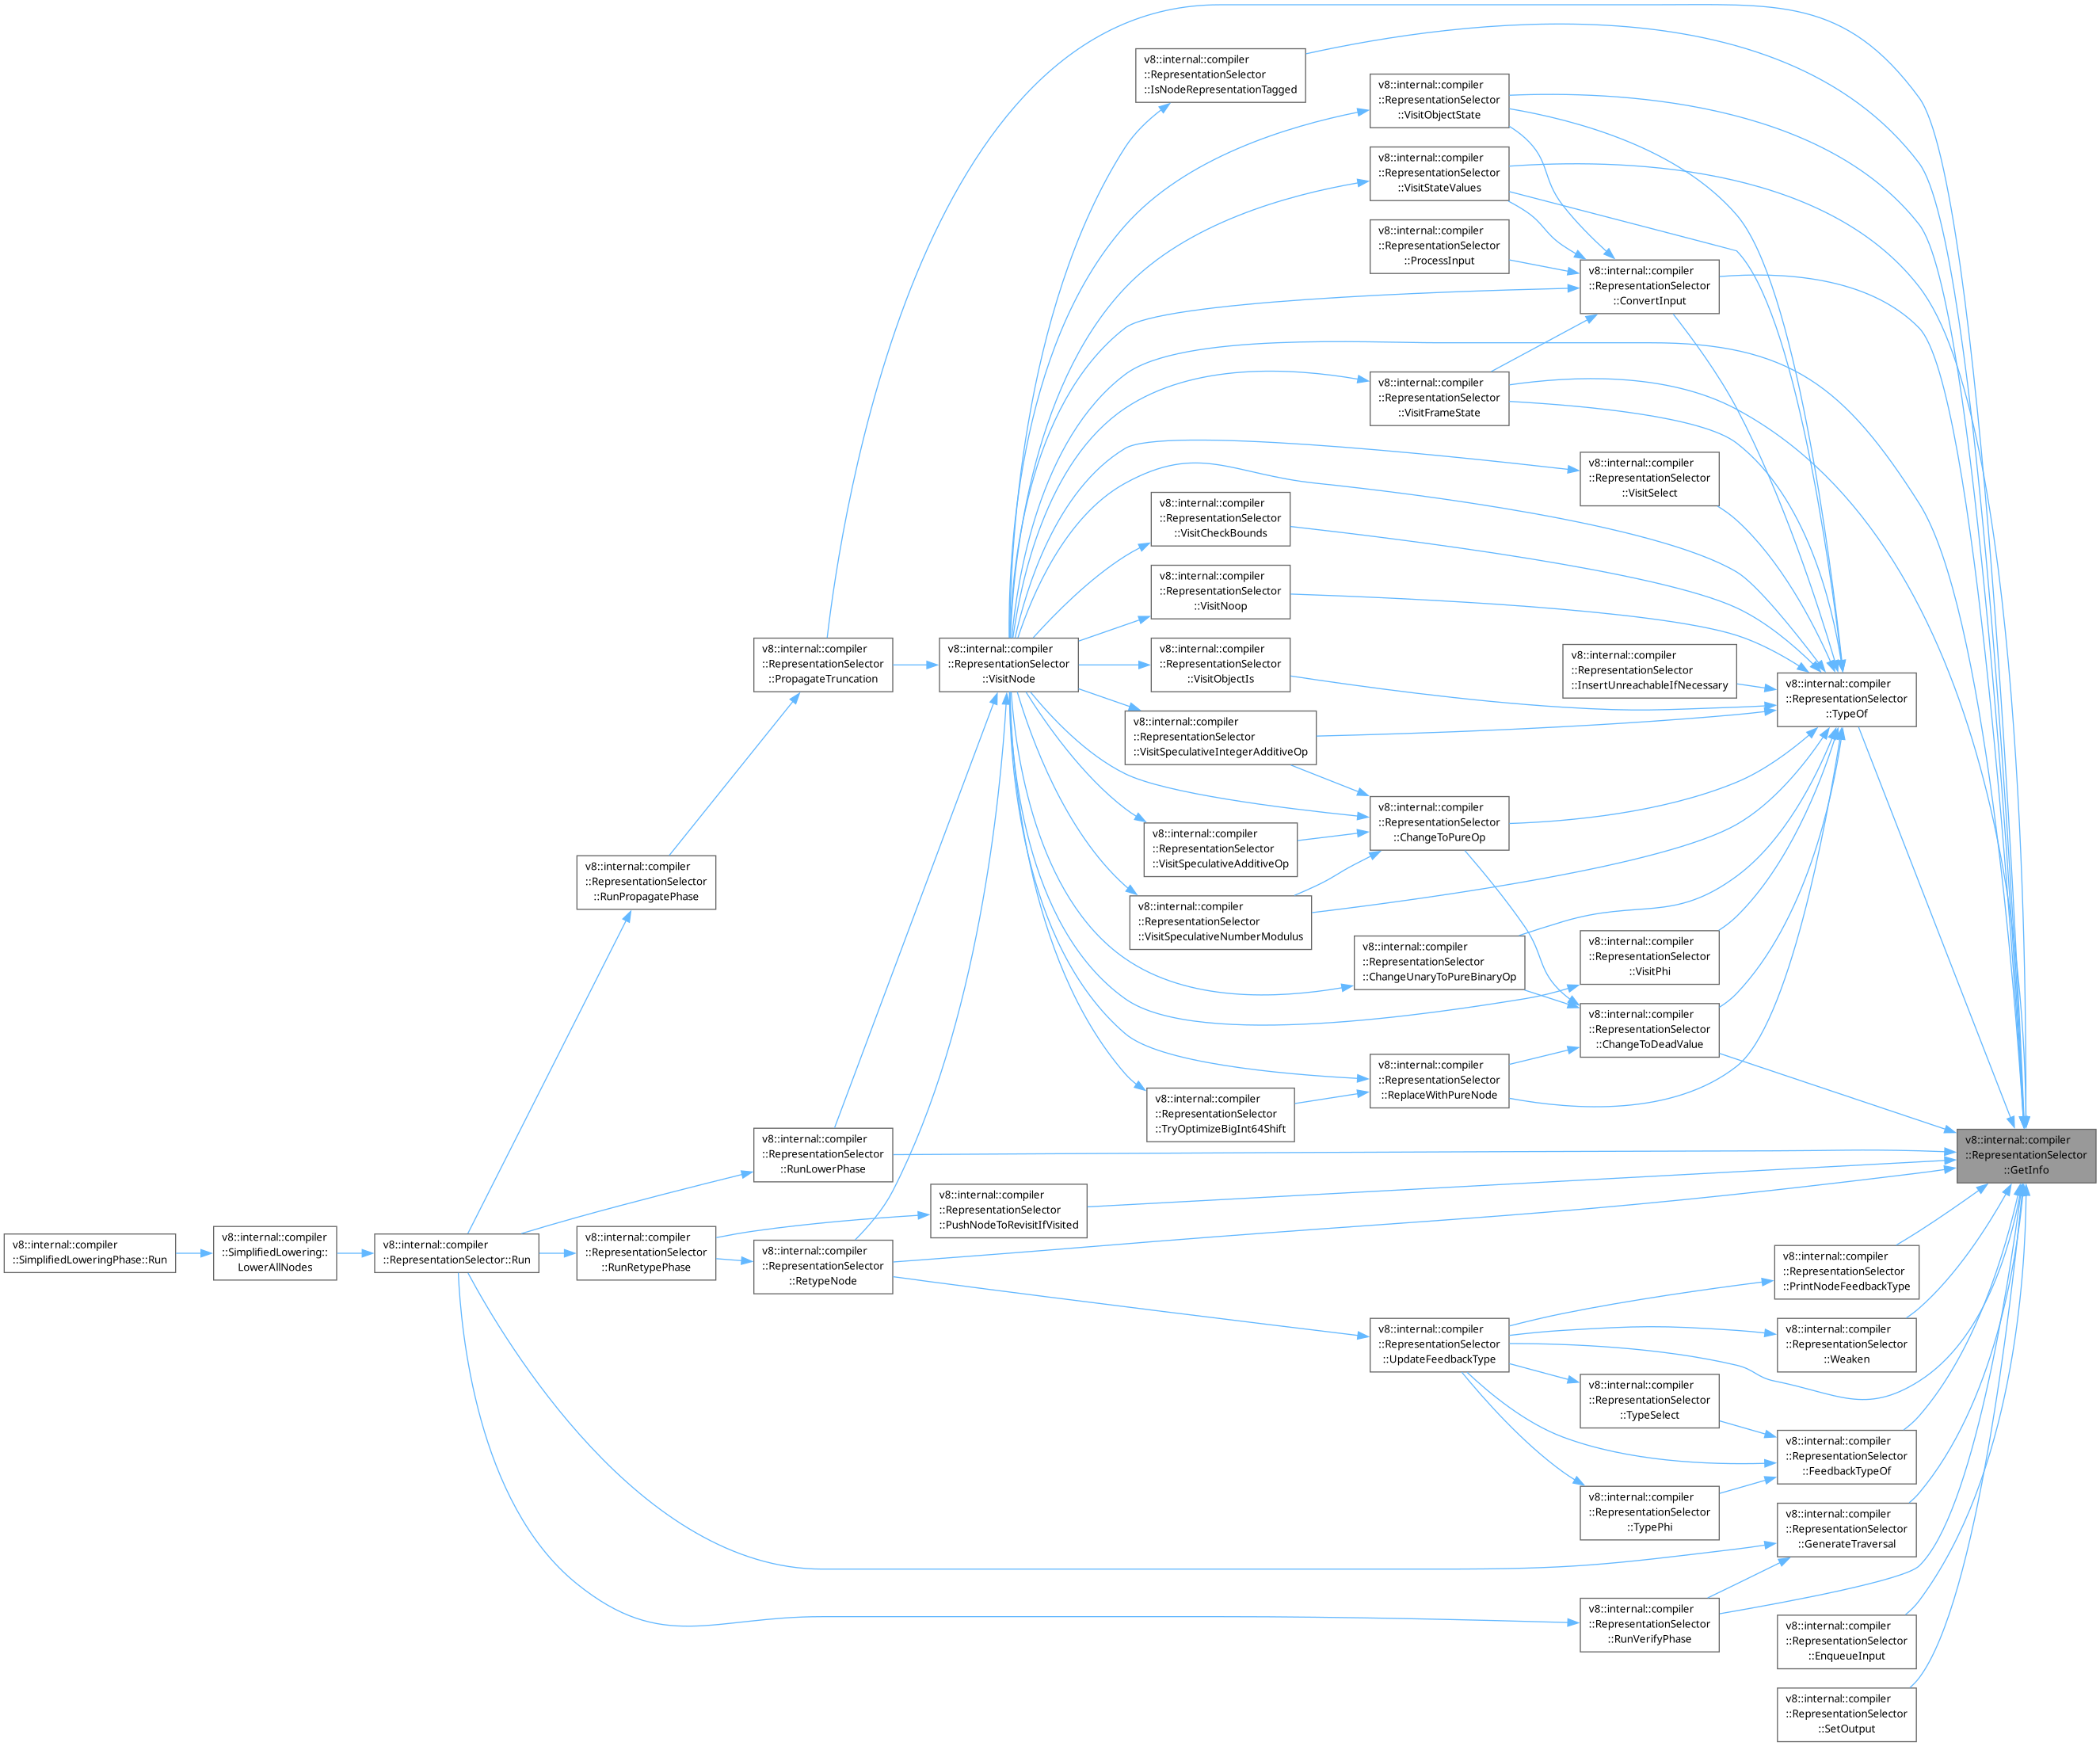 v8::internal::compiler
::RepresentationSelector
::IsNodeRepresentationTagged
v8::internal::compiler
::RepresentationSelector
::VisitObjectState
v8::internal::compiler
::RepresentationSelector
::VisitStateValues
v8::internal::compiler
::RepresentationSelector
::ProcessInput
v8::internal::compiler
::RepresentationSelector
::ConvertInput
v8::internal::compiler
::RepresentationSelector
::VisitFrameState
v8::internal::compiler
::RepresentationSelector
::VisitSelect
v8::internal::compiler
::RepresentationSelector
::VisitCheckBounds
v8::internal::compiler
::RepresentationSelector
::VisitNoop
v8::internal::compiler
::RepresentationSelector
::PropagateTruncation
v8::internal::compiler
::RepresentationSelector
::VisitNode
v8::internal::compiler
::RepresentationSelector
::VisitObjectIs
v8::internal::compiler
::RepresentationSelector
::InsertUnreachableIfNecessary
v8::internal::compiler
::RepresentationSelector
::TypeOf
v8::internal::compiler
::RepresentationSelector
::VisitSpeculativeIntegerAdditiveOp
v8::internal::compiler
::RepresentationSelector
::ChangeToPureOp
v8::internal::compiler
::RepresentationSelector
::VisitSpeculativeAdditiveOp
v8::internal::compiler
::RepresentationSelector
::RunPropagatePhase
v8::internal::compiler
::RepresentationSelector
::VisitSpeculativeNumberModulus
v8::internal::compiler
::RepresentationSelector
::ChangeUnaryToPureBinaryOp
v8::internal::compiler
::RepresentationSelector
::VisitPhi
v8::internal::compiler
::RepresentationSelector
::ChangeToDeadValue
v8::internal::compiler
::RepresentationSelector
::ReplaceWithPureNode
v8::internal::compiler
::RepresentationSelector
::TryOptimizeBigInt64Shift
v8::internal::compiler
::RepresentationSelector
::RunLowerPhase
v8::internal::compiler
::RepresentationSelector
::GetInfo
v8::internal::compiler
::RepresentationSelector
::PushNodeToRevisitIfVisited
v8::internal::compiler
::SimplifiedLoweringPhase::Run
v8::internal::compiler
::SimplifiedLowering::
LowerAllNodes
v8::internal::compiler
::RepresentationSelector::Run
v8::internal::compiler
::RepresentationSelector
::RunRetypePhase
v8::internal::compiler
::RepresentationSelector
::RetypeNode
v8::internal::compiler
::RepresentationSelector
::PrintNodeFeedbackType
v8::internal::compiler
::RepresentationSelector
::UpdateFeedbackType
v8::internal::compiler
::RepresentationSelector
::Weaken
v8::internal::compiler
::RepresentationSelector
::TypeSelect
v8::internal::compiler
::RepresentationSelector
::FeedbackTypeOf
v8::internal::compiler
::RepresentationSelector
::TypePhi
v8::internal::compiler
::RepresentationSelector
::GenerateTraversal
v8::internal::compiler
::RepresentationSelector
::RunVerifyPhase
v8::internal::compiler
::RepresentationSelector
::EnqueueInput
v8::internal::compiler
::RepresentationSelector
::SetOutput